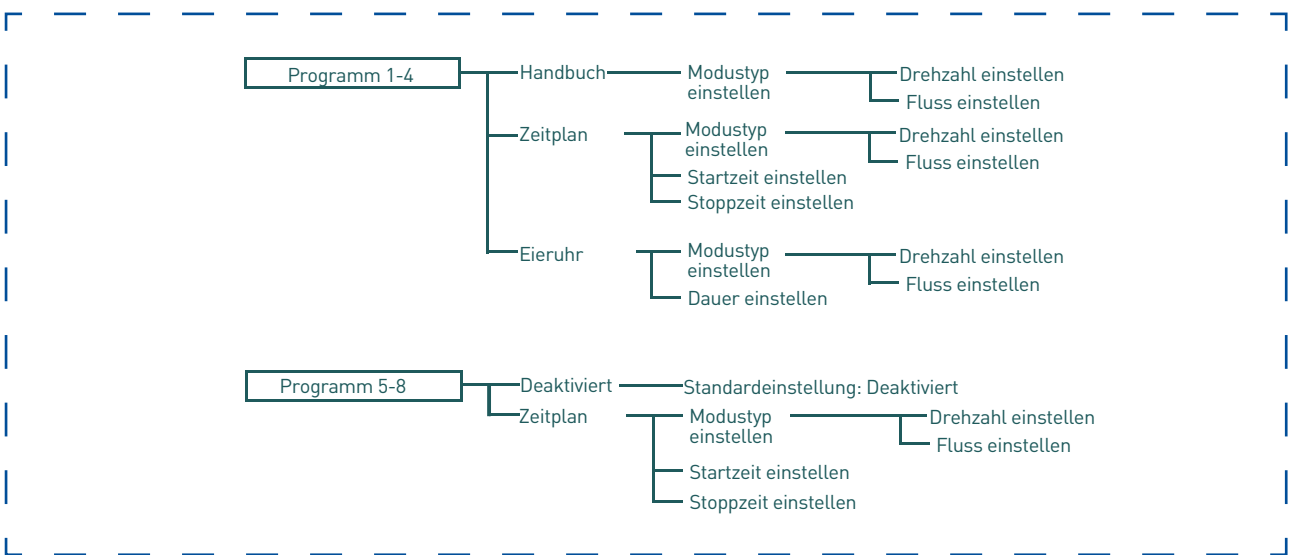 Programm 1-4
Handbuch
Modustyp
einstellen
Drehzahl einstellen
Fluss einstellen
Zeitplan
Modustyp
einstellen
Drehzahl einstellen
Fluss einstellen
Startzeit einstellen
Stoppzeit einstellen
Eieruhr
Modustyp
einstellen
Drehzahl einstellen
Fluss einstellen
Dauer einstellen
Programm 5-8
Deaktiviert
Standardeinstellung: Deaktiviert
Zeitplan
Modustyp
einstellen
Drehzahl einstellen
Fluss einstellen
Startzeit einstellen
Stoppzeit einstellen